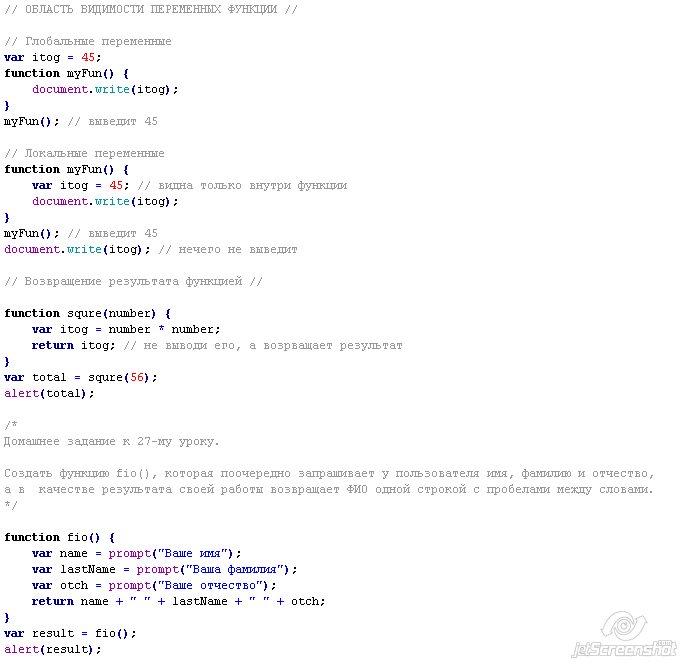 // ОБЛАСТЬ ВИДИМОСТИ ПЕРЕМЕННЫХ ФУНКЦИИ //
// Глобальные переменные
var itog = 45;
function myFun() {
document.write(itog);
}
myFun(); // выведит 45
// Локальные переменные
function myFun() {
var itog = 45; // видна только внутри функции
document.write(itog);
}
myFun(); // выведит 45
document.write(itog); // нечего не выведит
// Возвращение результата функцией //
function squre(number) {
var itog = number * number;
return itog; // не выводи его, а возрващает результат
}
var total = squre(56);
alert(total);
/*
Домашнее задание к 27-му уроку.
Создать функцию fio(), которая поочередно запрашивает у пользователя имя, фамилию и отчество,
а в  качестве результата своей работы возвращает ФИО одной строкой с пробелами между словами.
*/
function fio() {
var name = prompt("Ваше имя");
var lastName = prompt("Ваша фамилия");
var otch = prompt("Ваше отчество");
return name + " " + lastName + " " + otch;
}
var result = fio();
alert(result);
jetScreenshot.com